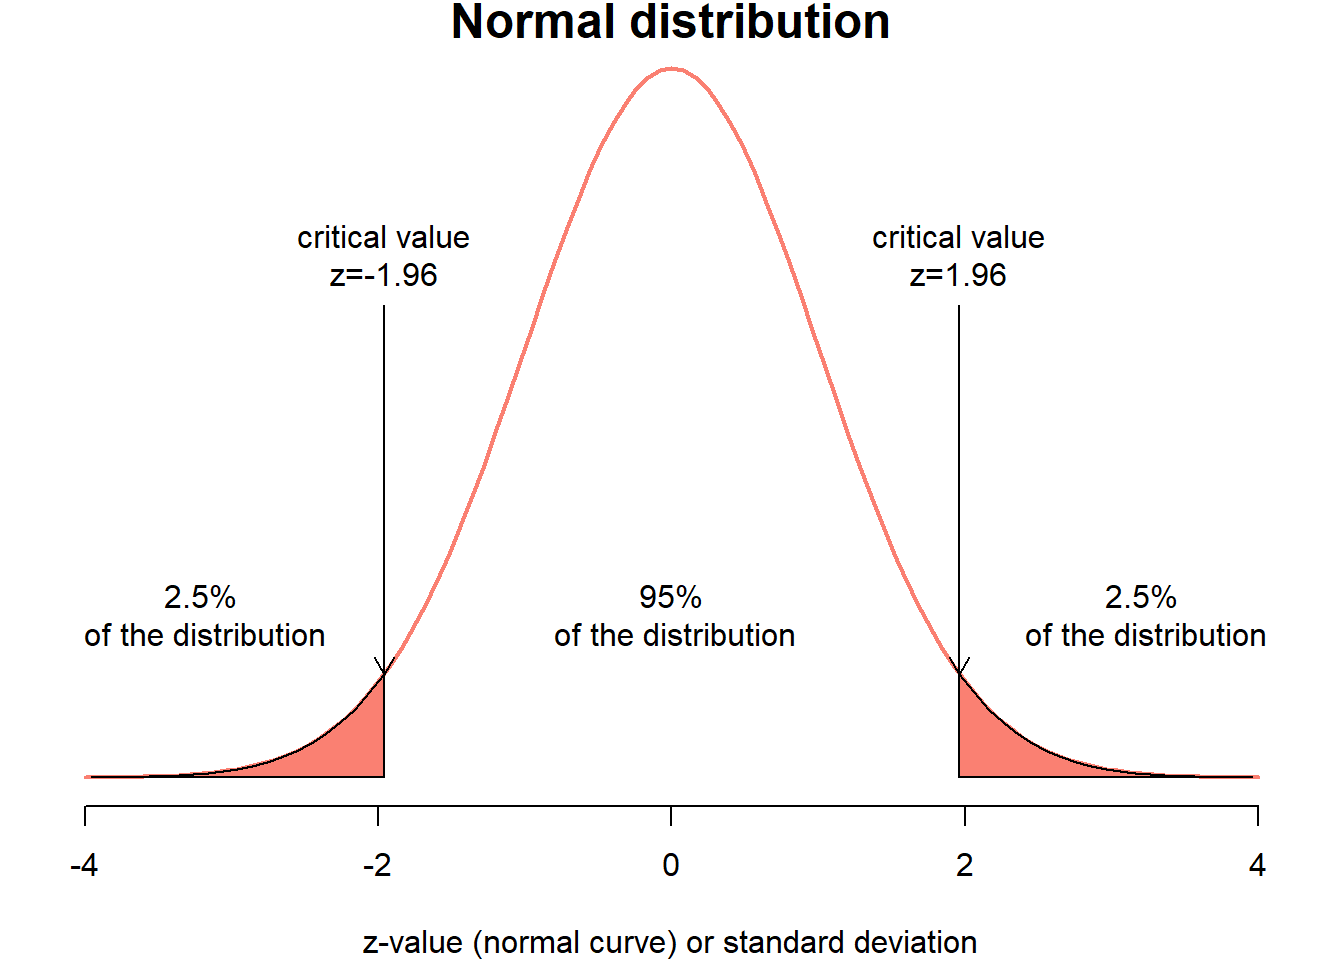 Normal distribution
critical value
z=-1.96
critical value
z=1.96
2.5%
of the distribution
95%
of the distribution
2.5%
of the distribution
-4
-2
0
2
4
z-value (normal curve) or standard deviation